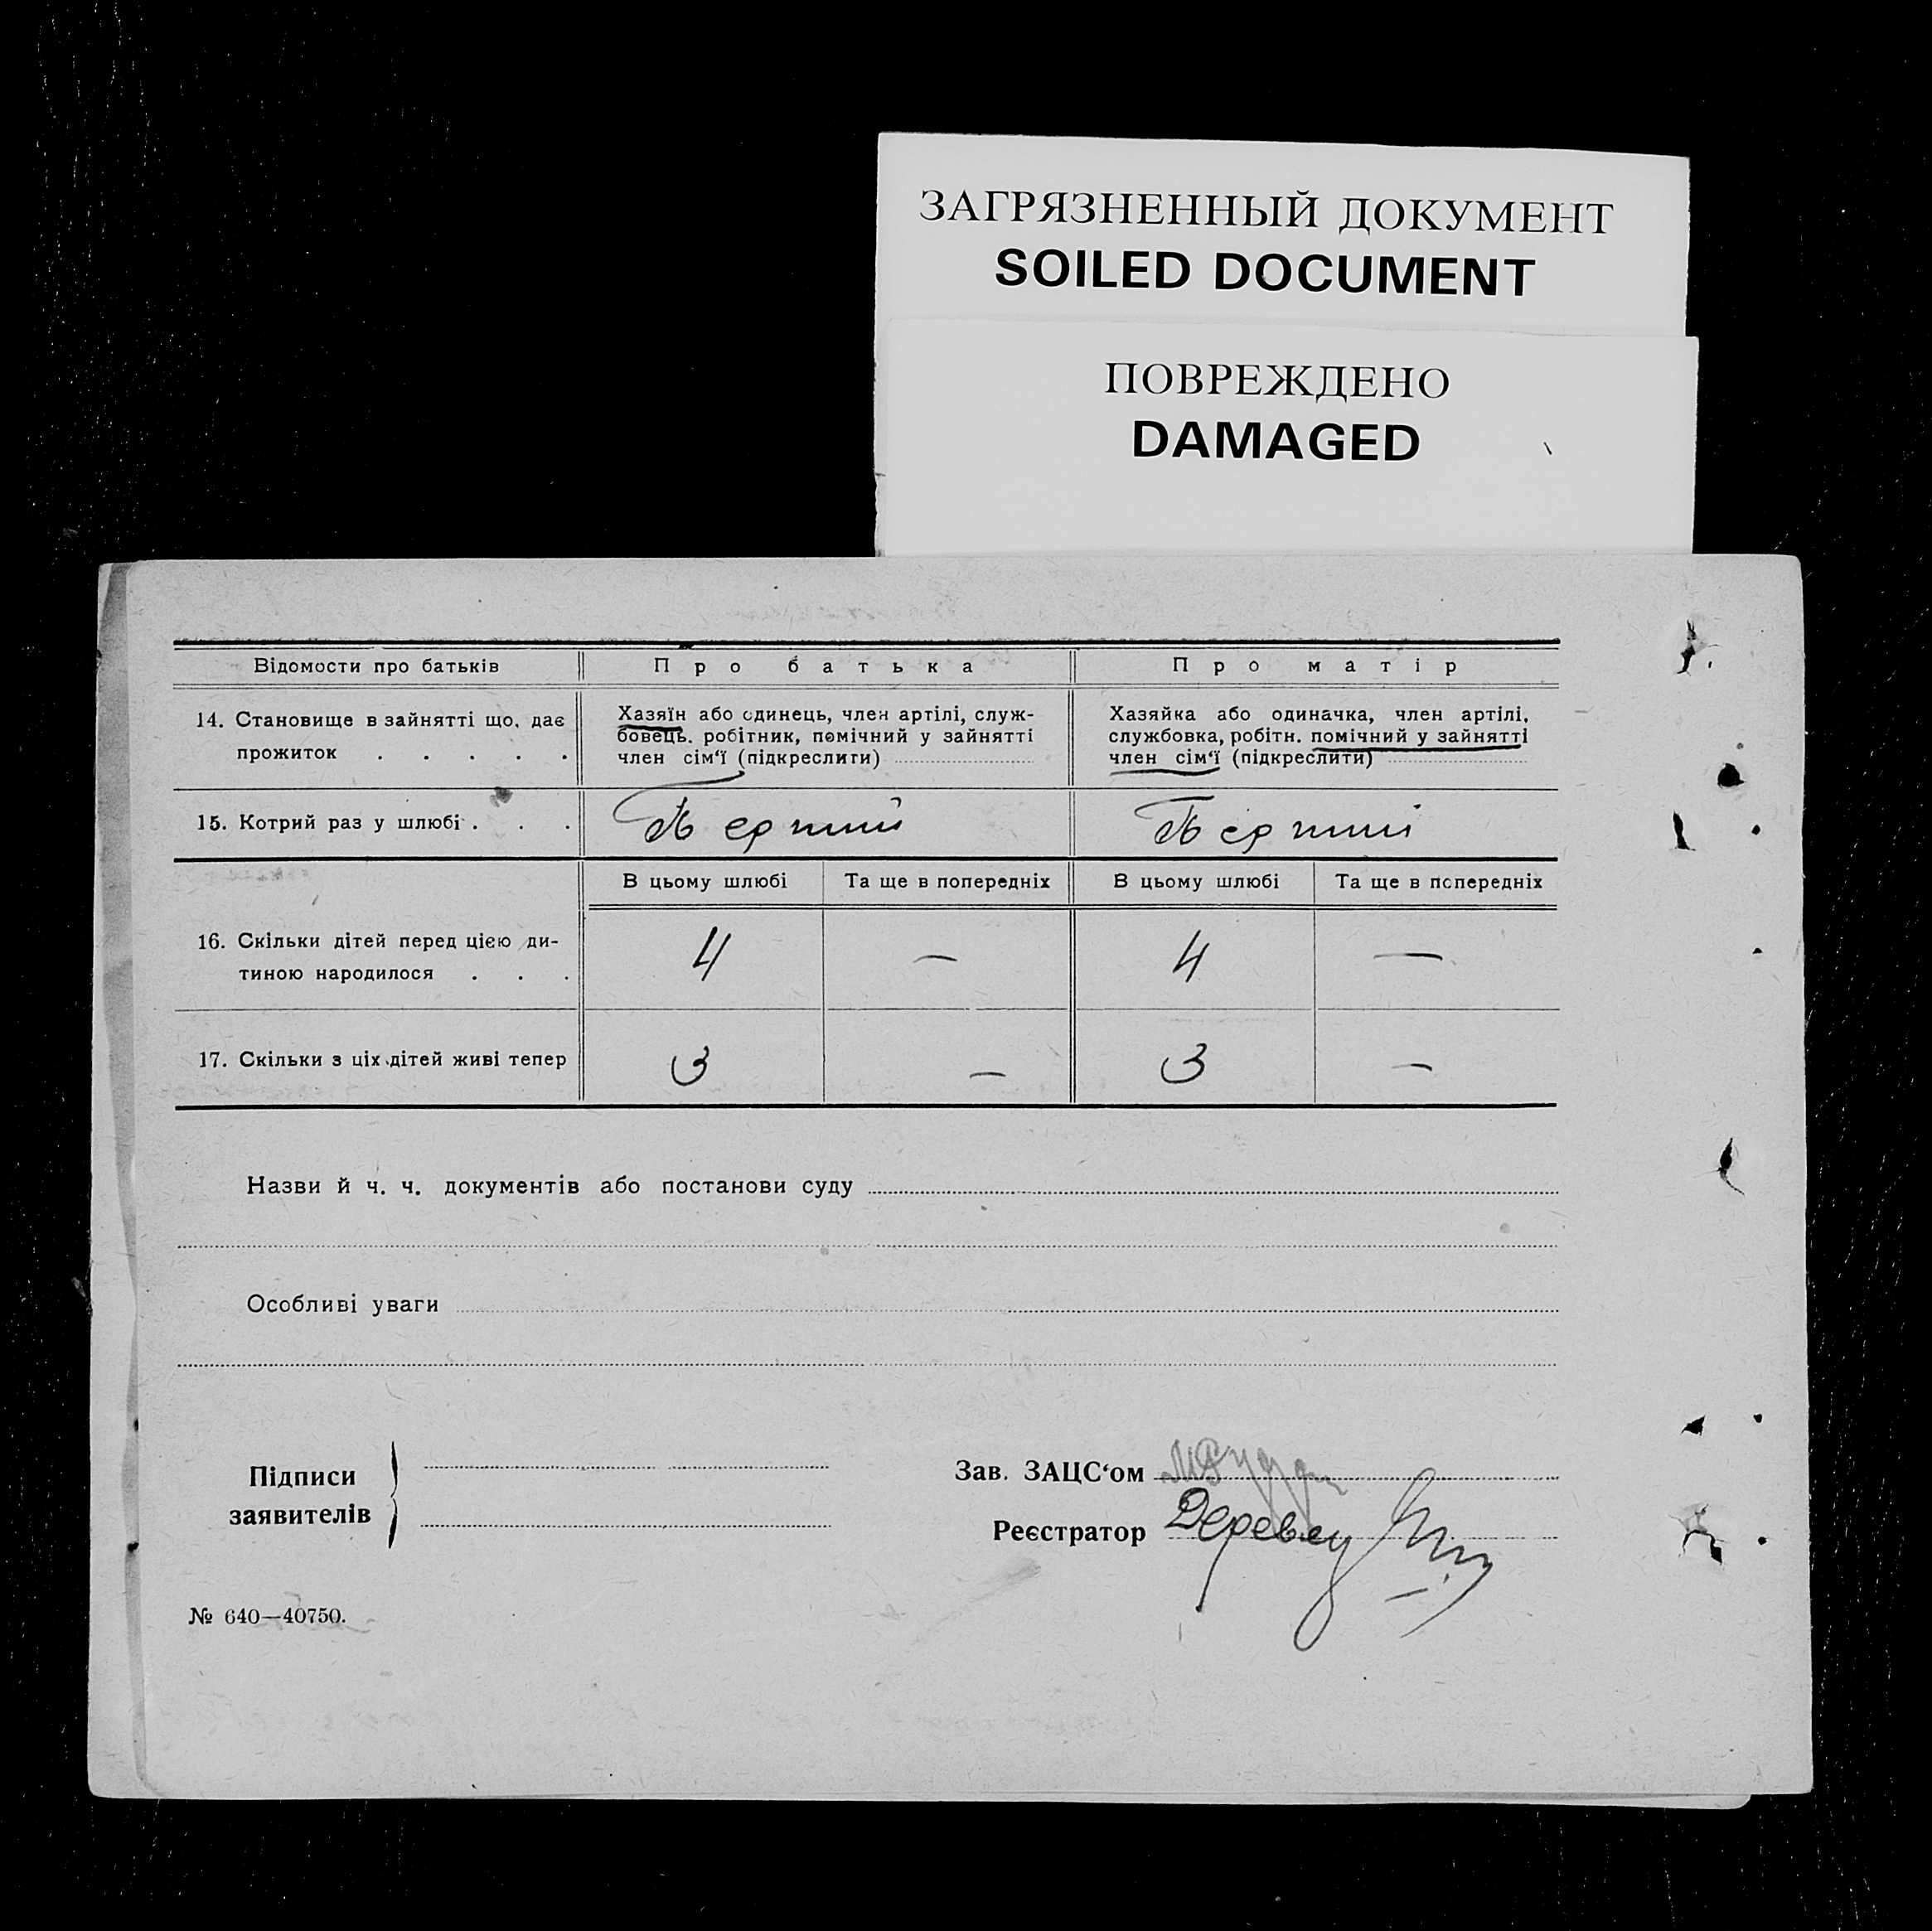 ЗАГРЯЗНЕННЫЙ ДОКУМЕНТ
SOILED DOCUMENT
ПОВРЕЖДЕНО
DAMAGED
Відомости про батьків Про батька Про матір
14. Становище в зайнятті що, дає прожиток . . . . .
Хазяїн або одинець, член артілі, служ-
бовець. робітник, помічний у зайнятті
член сім‘ї (підкреслити)
Хазяйка або одиначка, член артілі,
службовка, робітн. помічний у зайнятті
член сім‘ї (підкреслити)
15. Котрий раз у шлюбі . . . Перший Перший
В цьому шлюбі Та ще в попередніх В цьому шлюбі Та ще в попередніх
16. Скільки дітей перед цією ди-
тиною народилося . . . 4 — 4 —
17. Скільки з ціх дітей живі тепер 3 — 3 —
Назви й ч. ч. документів або постанови суду
Особливі уваги
Підписи
заявителів
Зав. ЗАЦС‘ом
Реєстратор
№ 640—40750.